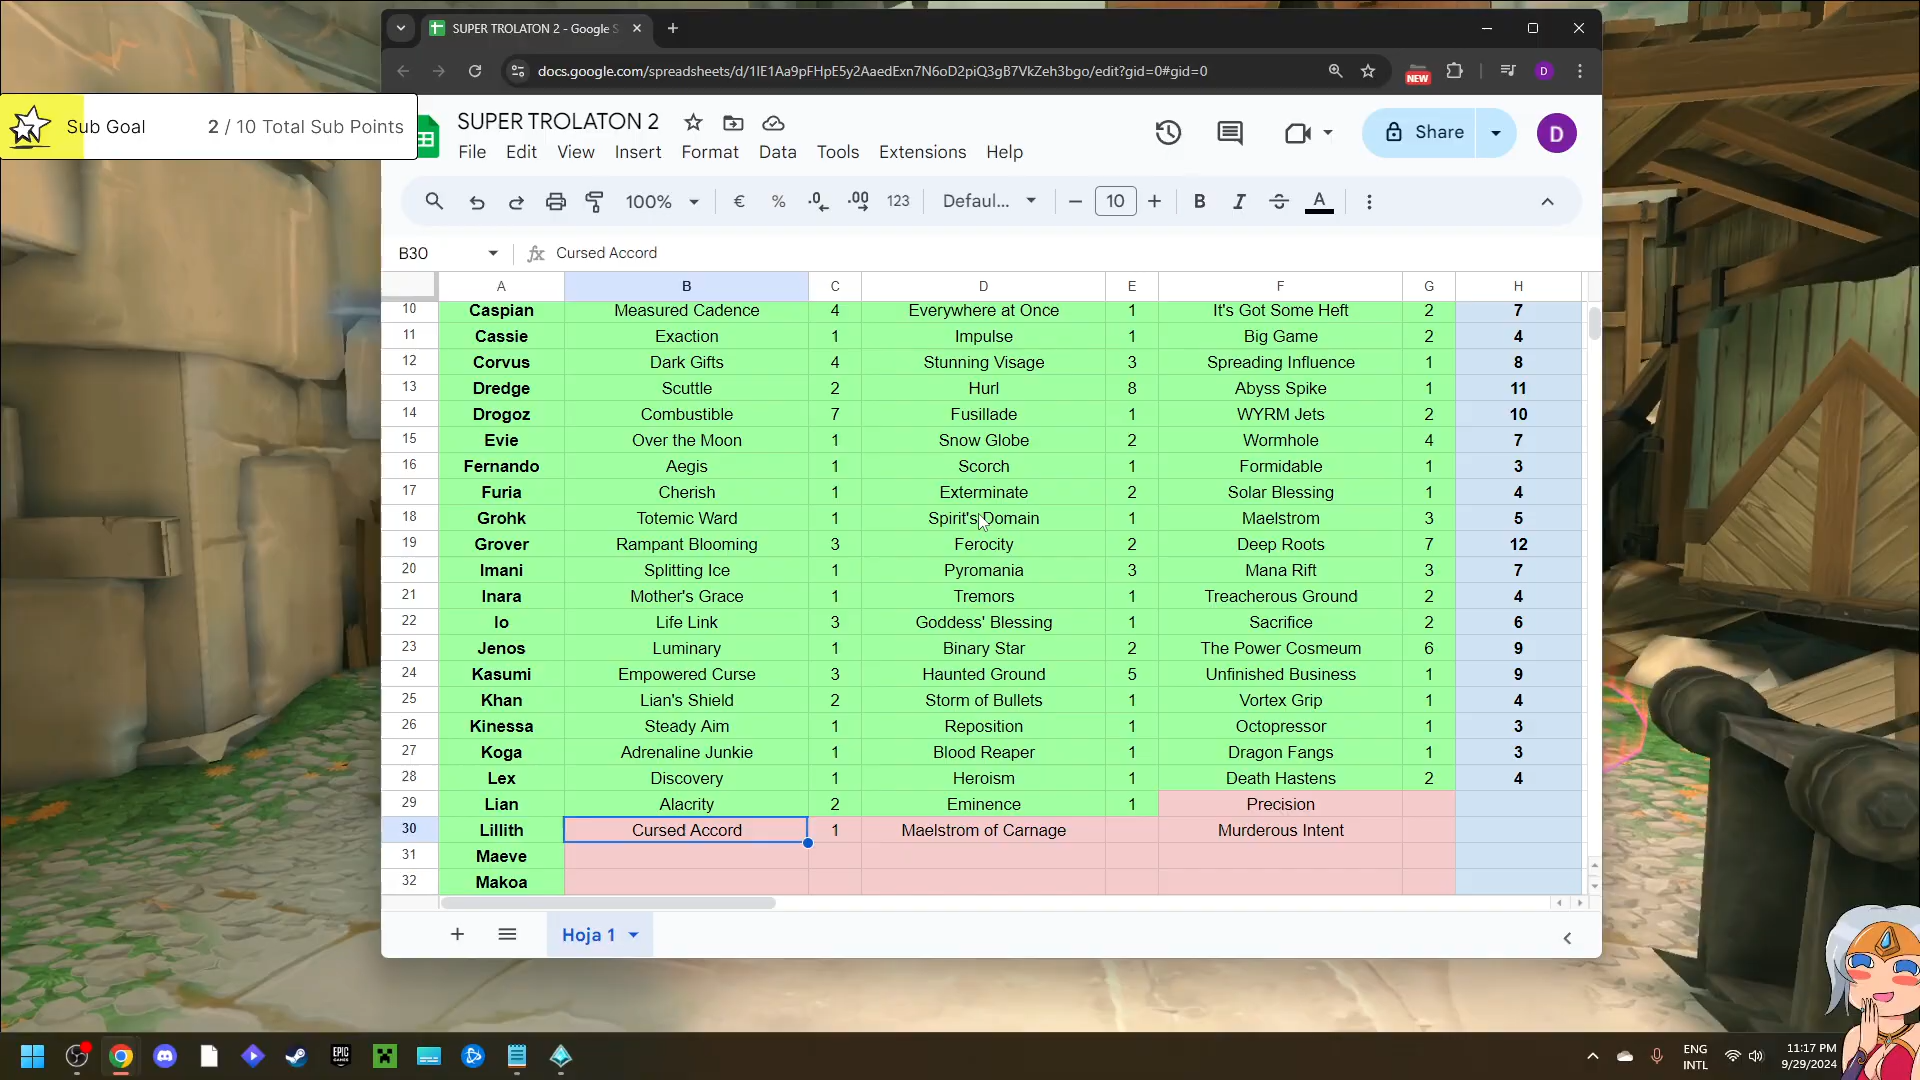 SUPER TROLATON 2 - Google S
docs.google.com/spreadsheets/d/1IE1Aa9pFHpE5y2AaedExn7N6oD2piQ3gB7VkZeh3bgo/edit?gid=0#gid=0
NEW
D
Sub Goal 2 / 10 Total Sub Points
SUPER TROLATON 2
Share
D
File Edit View Insert Format Data Tools Extensions Help
100% € % .0 .00 123 Defaul... 10 B I A
B30 fx Cursed Accord
A B C D E F G H
10 Caspian Measured Cadence 4 Everywhere at Once 1 It's Got Some Heft 2 7
11 Cassie Exaction 1 Impulse 1 Big Game 2 4
12 Corvus Dark Gifts 4 Stunning Visage 3 Spreading Influence 1 8
13 Dredge Scuttle 2 Hurl 8 Abyss Spike 1 11
14 Drogoz Combustible 7 Fusillade 1 WYRM Jets 2 10
15 Evie Over the Moon 1 Snow Globe 2 Wormhole 4 7
16 Fernando Aegis 1 Scorch 1 Formidable 1 3
17 Furia Cherish 1 Exterminate 2 Solar Blessing 1 4
18 Grohk Totemic Ward 1 Spirit's Domain 1 Maelstrom 3 5
19 Grover Rampant Blooming 3 Ferocity 2 Deep Roots 7 12
20 Imani Splitting Ice 1 Pyromania 3 Mana Rift 3 7
21 Inara Mother's Grace 1 Tremors 1 Treacherous Ground 2 4
22 Io Life Link 3 Goddess' Blessing 1 Sacrifice 2 6
23 Jenos Luminary 1 Binary Star 2 The Power Cosmeum 6 9
24 Kasumi Empowered Curse 3 Haunted Ground 5 Unfinished Business 1 9
25 Khan Lian's Shield 2 Storm of Bullets 1 Vortex Grip 1 4
26 Kinessa Steady Aim 1 Reposition 1 Octopressor 1 3
27 Koga Adrenaline Junkie 1 Blood Reaper 1 Dragon Fangs 1 3
28 Lex Discovery 1 Heroism 1 Death Hastens 2 4
29 Lian Alacrity 2 Eminence 1 Precision
30 Lillith Cursed Accord 1 Maelstrom of Carnage Murderous Intent
31 Maeve
32 Makoa
Hoja 1
EPIC GAMES
ENG INTL
11:17 PM
9/29/2024